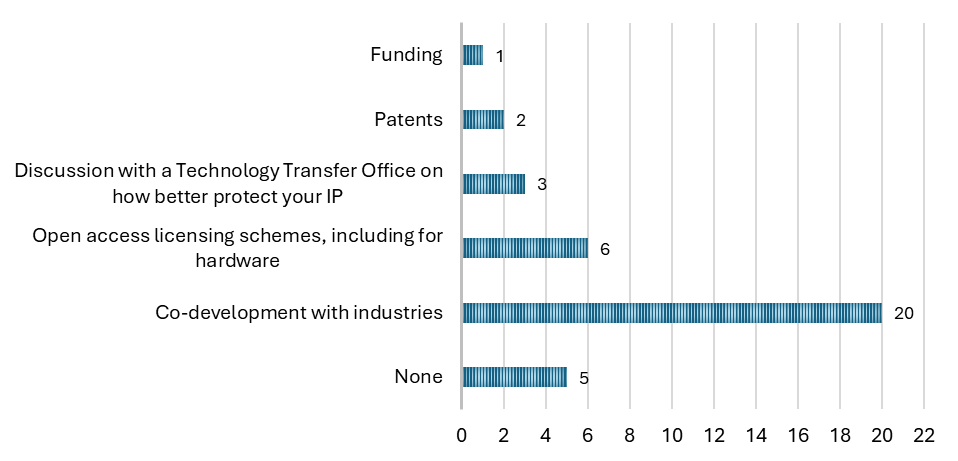 Funding
1
Patents
2
Discussion with a Technology Transfer Office on
how better protect your IP
3
Open access licensing schemes, including for
hardware
6
Co-development with industries
20
None
5
0 2 4 6 8 10 12 14 16 18 20 22